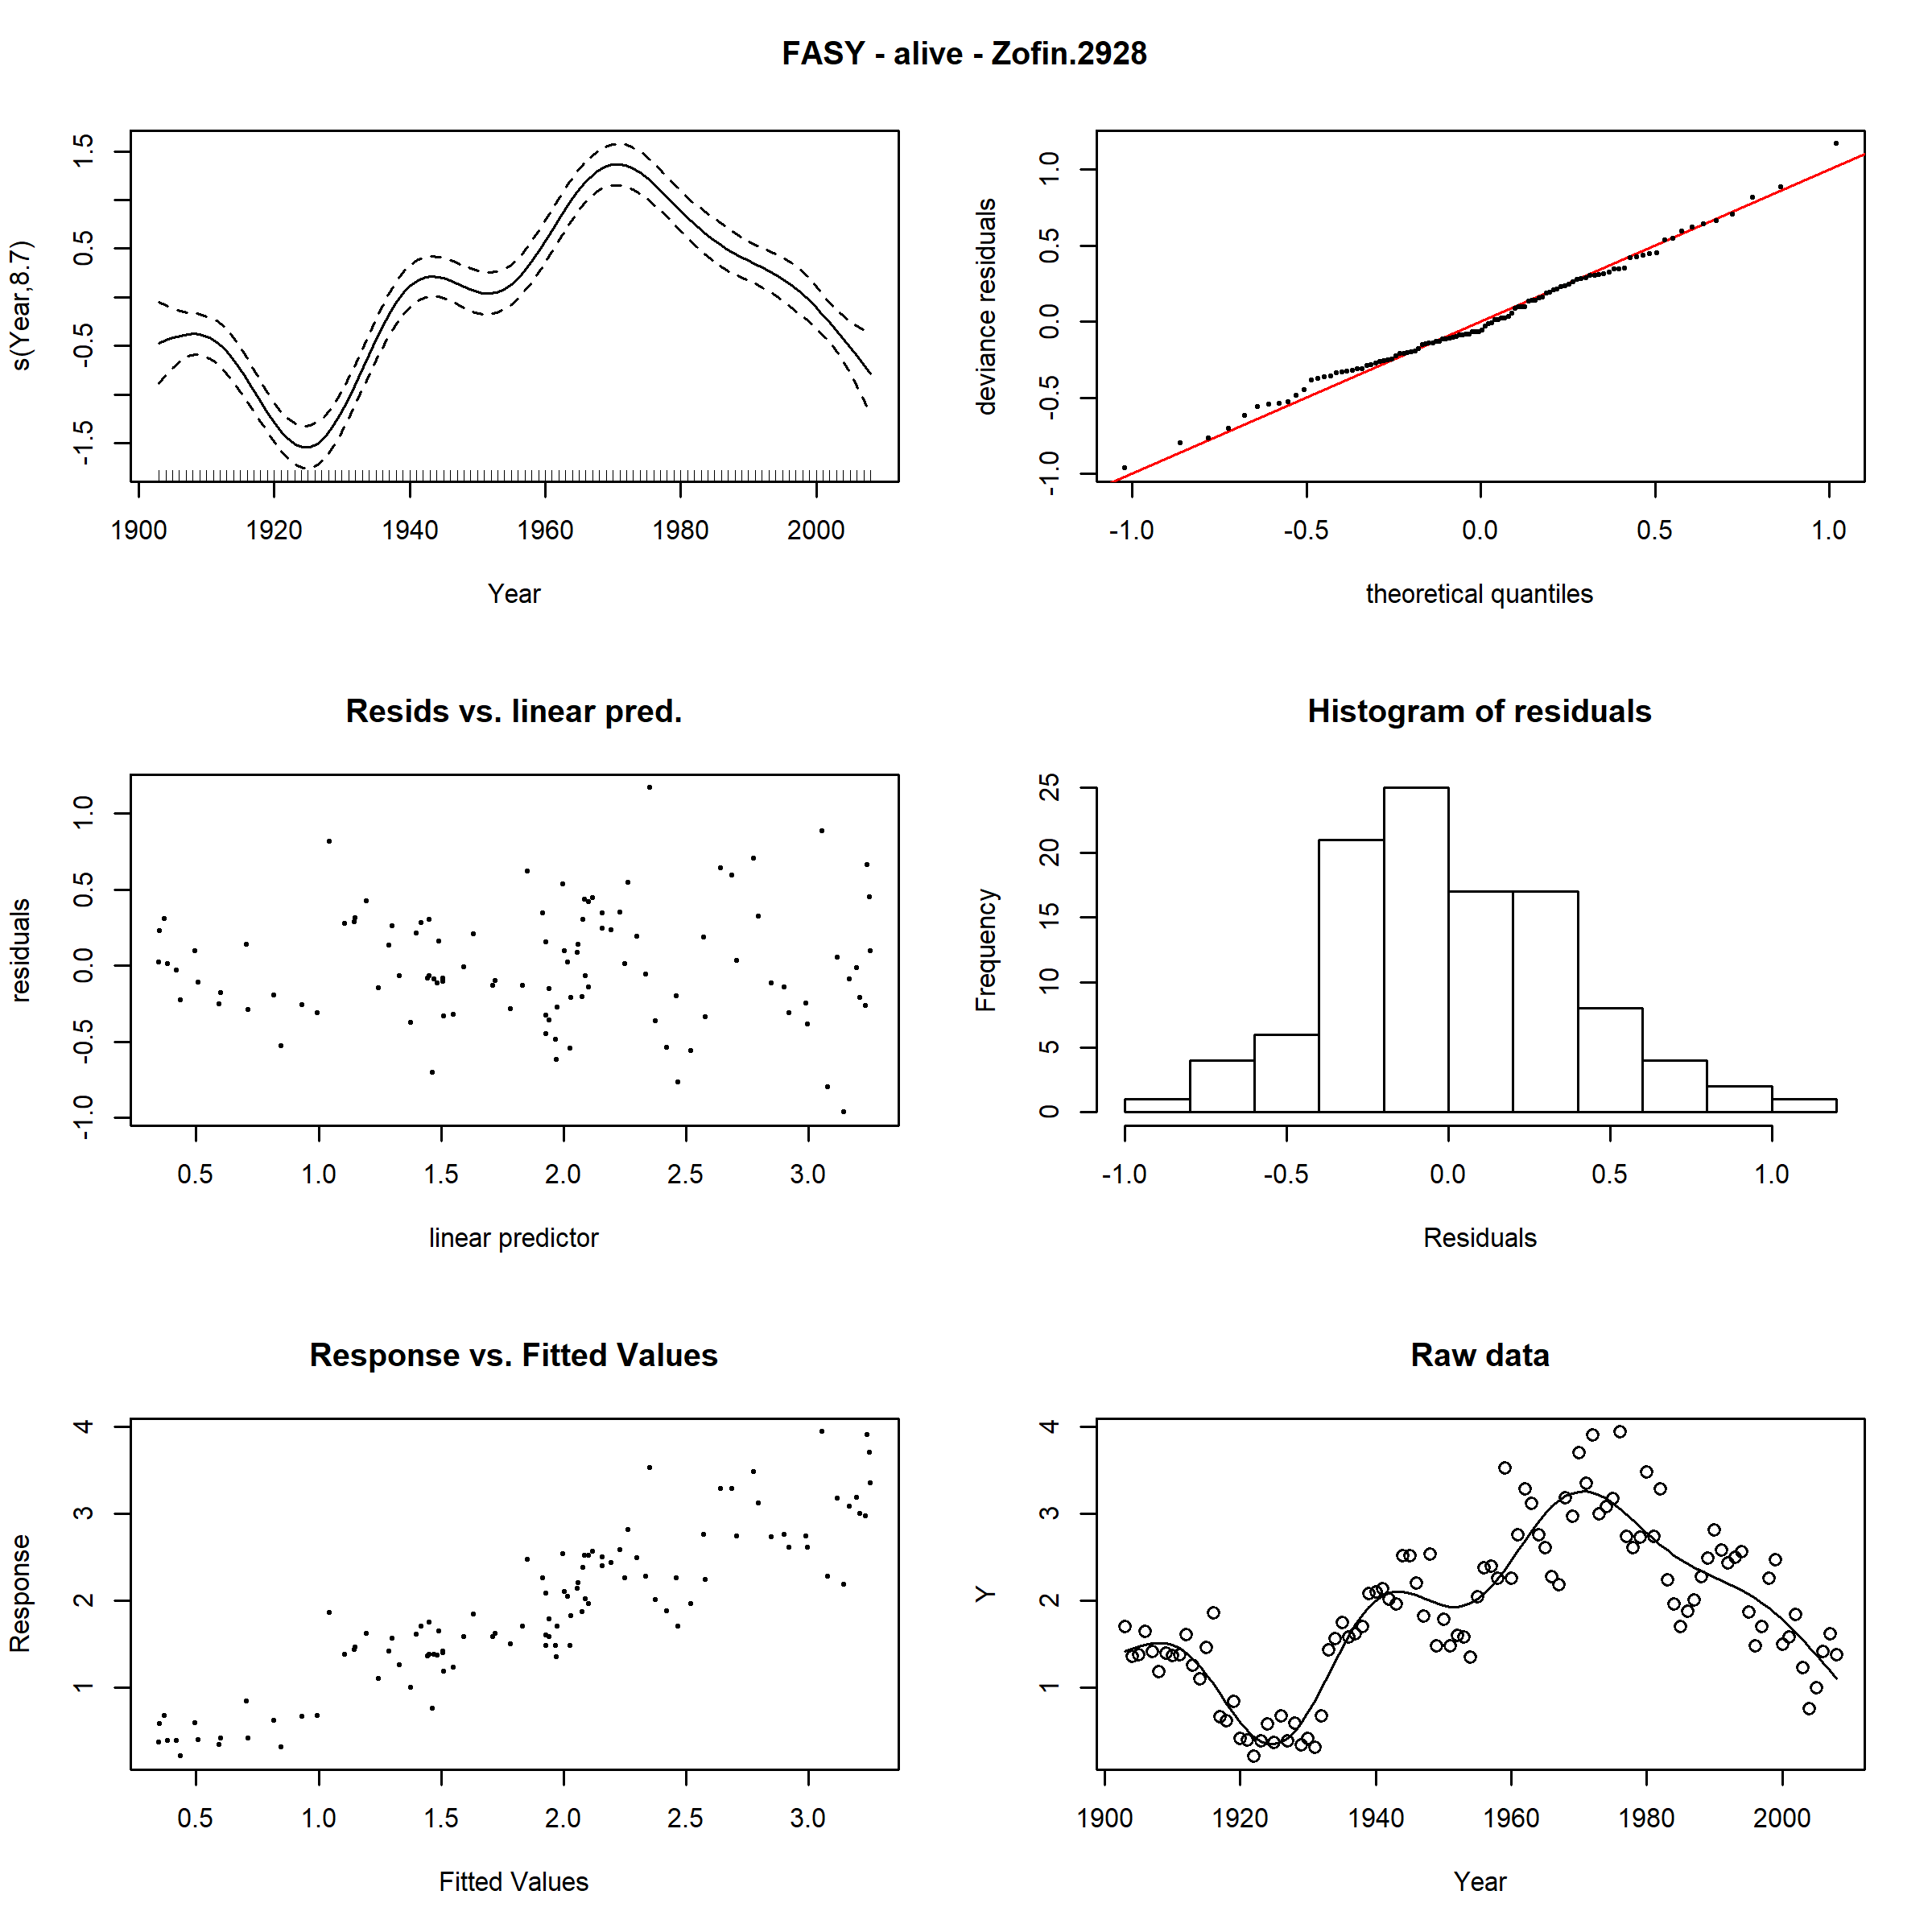 FASY - alive - Zofin.2928
s(Year,8.7)
-1.5 -0.5 0.5 1.5
1900 1920 1940 1960 1980 2000
Year
deviance residuals
-1.0 -0.5 0.0 0.5 1.0
-1.0 -0.5 0.0 0.5 1.0
theoretical quantiles
Resids vs. linear pred.
residuals
-1.0 -0.5 0.0 0.5 1.0
0.5 1.0 1.5 2.0 2.5 3.0
linear predictor
Histogram of residuals
Frequency
0 5 10 15 20 25
-1.0 -0.5 0.0 0.5 1.0
Residuals
Response vs. Fitted Values
Response
1 2 3 4
0.5 1.0 1.5 2.0 2.5 3.0
Fitted Values
Raw data
Y
1 2 3 4
1900 1920 1940 1960 1980 2000
Year